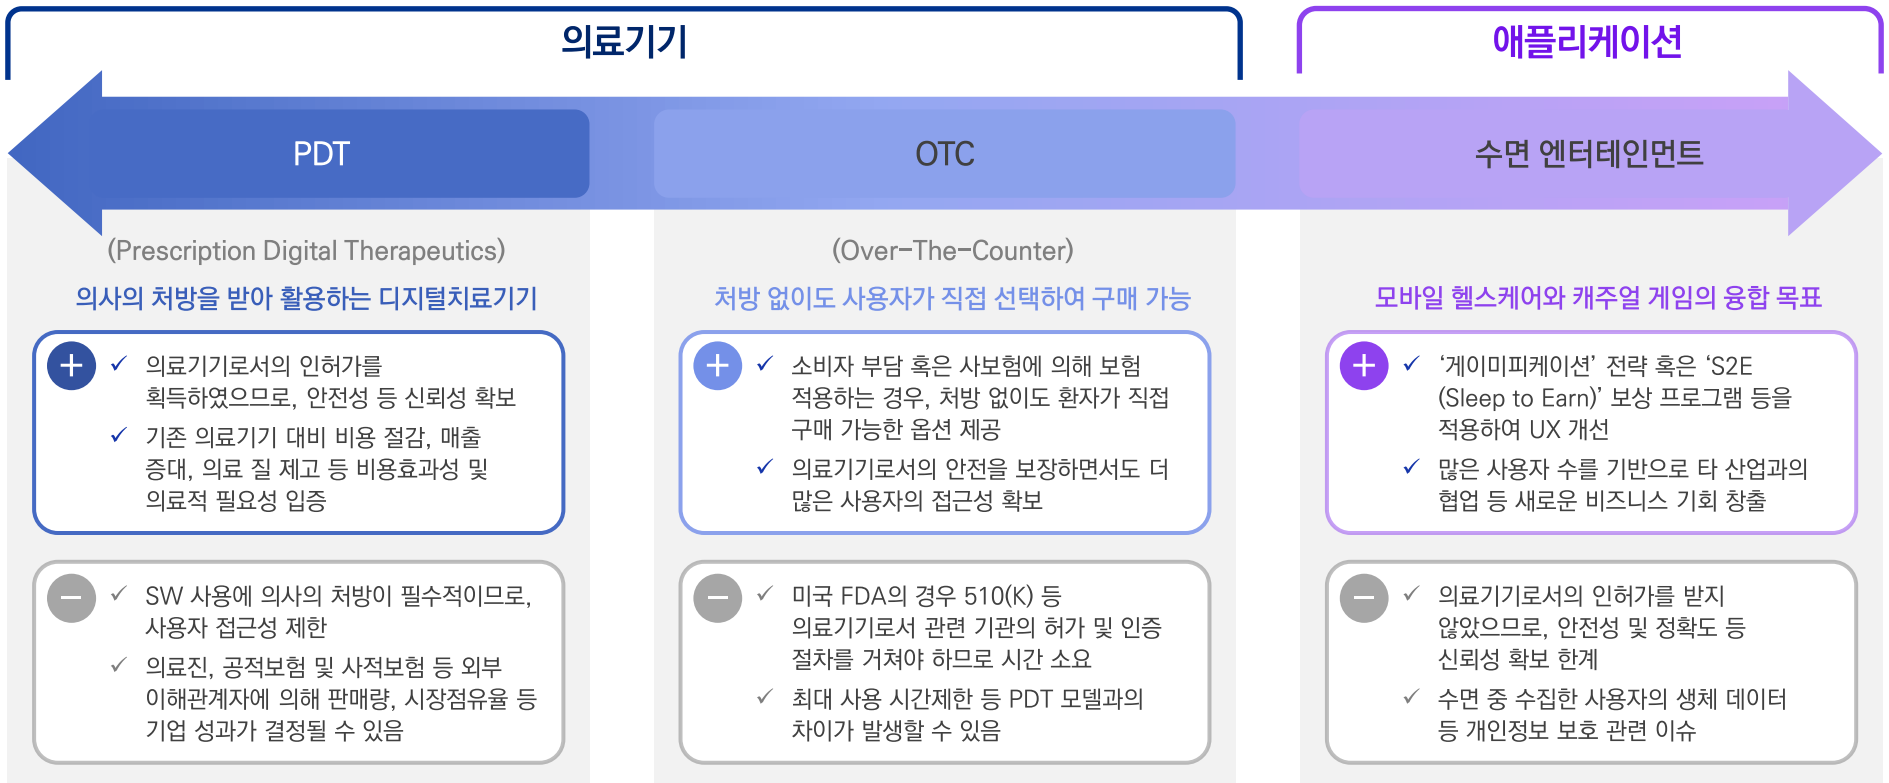 의료기기
애플리케이션
PDT
OTC
수면 엔터테인먼트
(Prescription Digital Therapeutics)
의사의 처방을 받아 활용하는 디지털치료기기
+
✓ 의료기기로서의 인허가를
획득하였으므로, 안전성 등 신뢰성 확보
✓ 기존 의료기기 대비 비용 절감, 매출
증대, 의료 질 제고 등 비용효과성 및
의료적 필요성 입증
−
✓ SW 사용에 의사의 처방이 필수적이므로,
사용자 접근성 제한
✓ 의료진, 공적보험 및 사적보험 등 외부
이해관계자에 의해 판매량, 시장점유율 등
기업 성과가 결정될 수 있음
(Over-The-Counter)
처방 없이도 사용자가 직접 선택하여 구매 가능
+
✓ 소비자 부담 혹은 사보험에 의해 보험
적용하는 경우, 처방 없이도 환자가 직접
구매 가능한 옵션 제공
✓ 의료기기로서의 안전을 보장하면서도 더
많은 사용자의 접근성 확보
−
✓ 미국 FDA의 경우 510(K) 등
의료기기로서 관련 기관의 허가 및 인증
절차를 거쳐야 하므로 시간 소요
✓ 최대 사용 시간제한 등 PDT 모델과의
차이가 발생할 수 있음
모바일 헬스케어와 캐주얼 게임의 융합 목표
+
✓ ‘게이미피케이션’ 전략 혹은 ‘S2E
(Sleep to Earn)’ 보상 프로그램 등을
적용하여 UX 개선
✓ 많은 사용자 수를 기반으로 타 산업과의
협업 등 새로운 비즈니스 기회 창출
−
✓ 의료기기로서의 인허가를 받지
않았으므로, 안전성 및 정확도 등
신뢰성 확보 한계
✓ 수면 중 수집한 사용자의 생체 데이터
등 개인정보 보호 관련 이슈